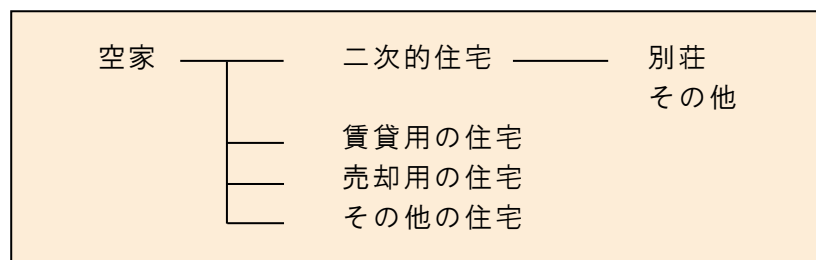 空家 二次的住宅 別荘
その他
賃貸用の住宅
売却用の住宅
その他の住宅